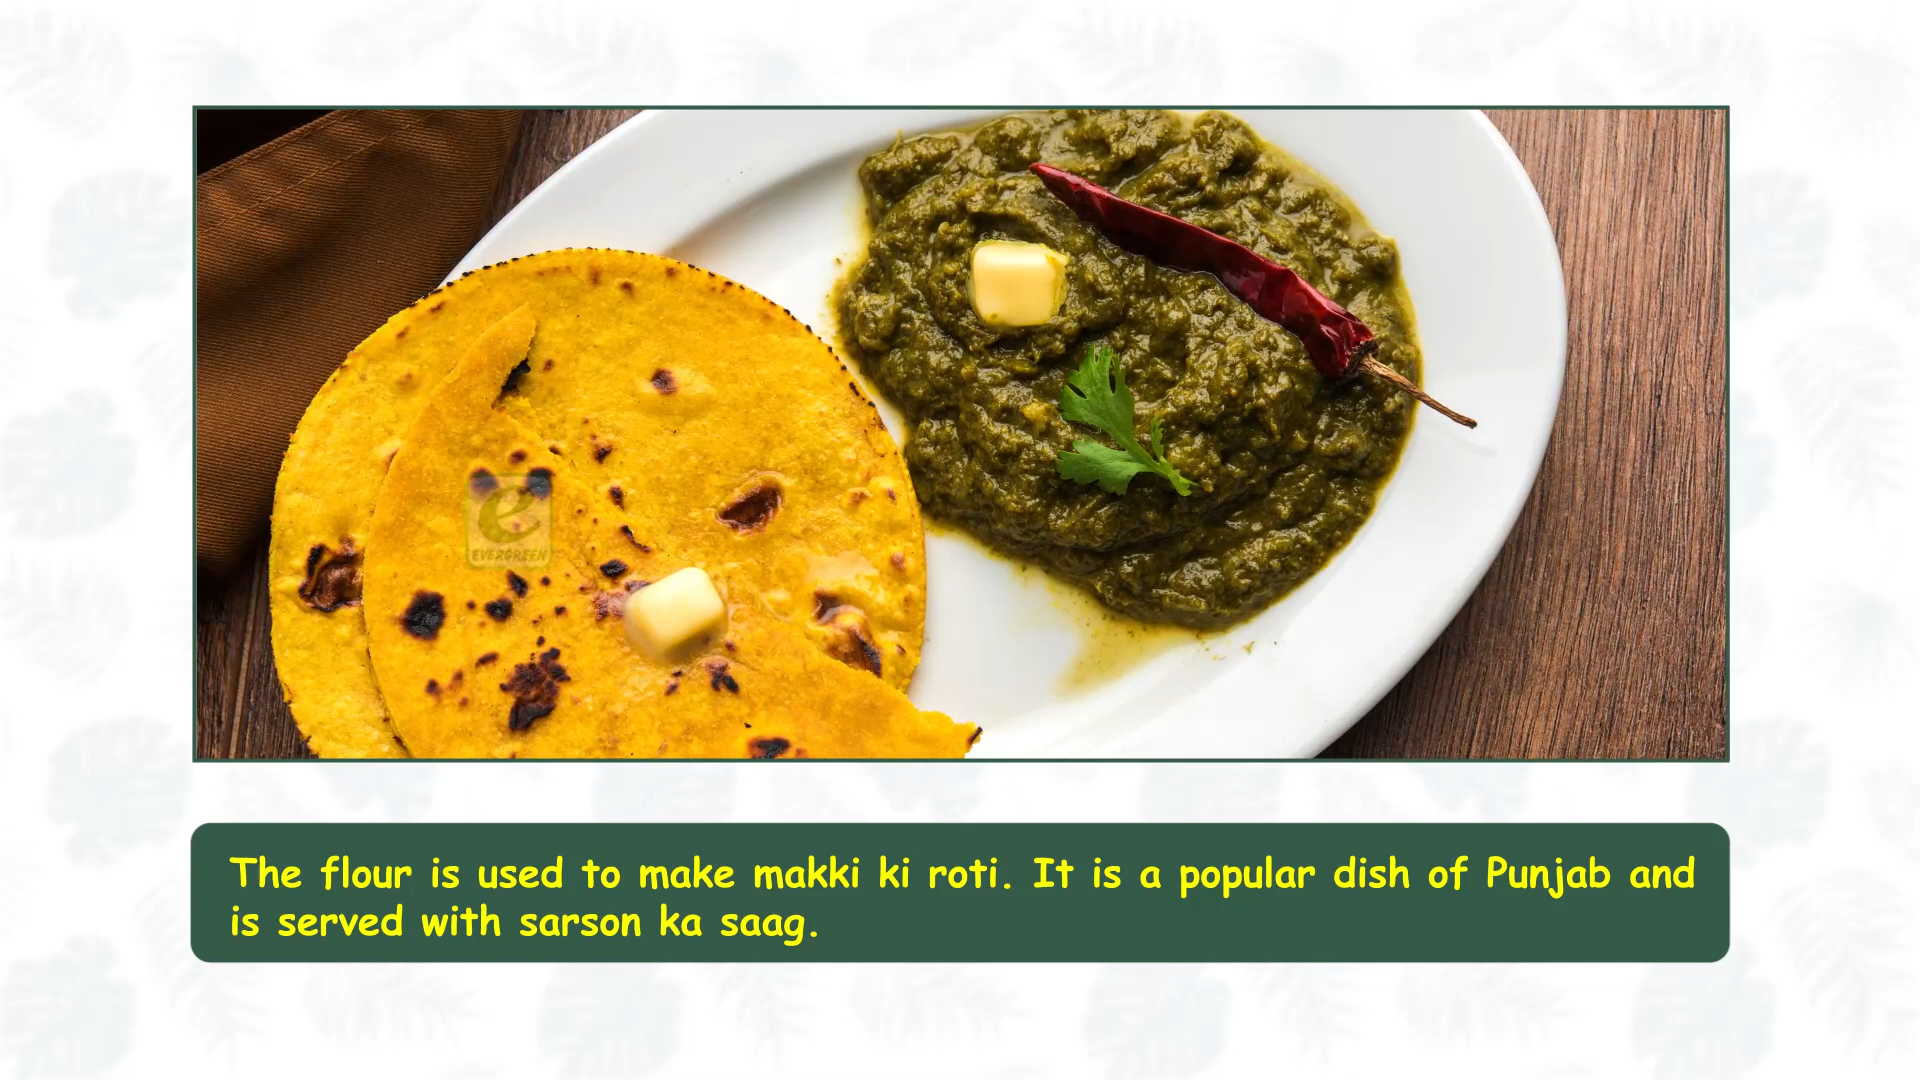 e
EVERGREEN
The flour is used to make makki ki roti. It is a popular dish of Punjab and
is served with sarson ka saag.